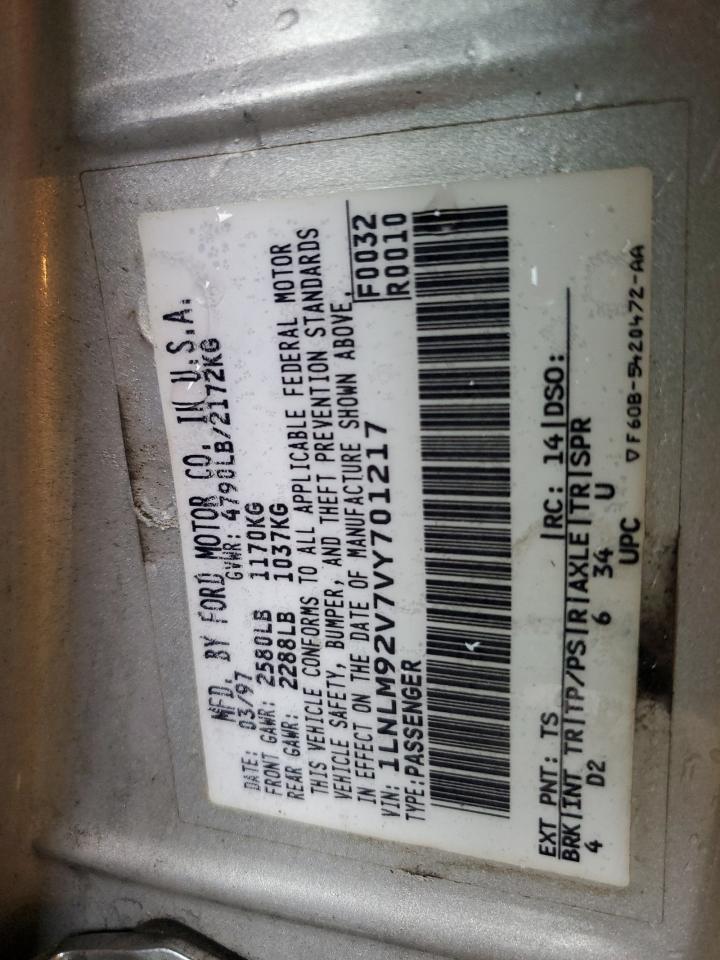 MFD. BY FORD MOTOR CO. IN U.S.A.
DATE: 03/97 GVWR: 4790LB/2172KG
FRONT GAWR: 2580LB 1170KG
REAR GAWR: 2288LB 1037KG
THIS VEHICLE CONFORMS TO ALL APPLICABLE FEDERAL MOTOR
VEHICLE SAFETY, BUMPER, AND THEFT PREVENTION STANDARDS
IN EFFECT ON THE DATE OF MANUFACTURE SHOWN ABOVE.
VIN: 1LNLM92V7VY701217 F0032
TYPE: PASSENGER R0010
EXT PNT: TS RC: 14 DSO:
BRK INT TR TP/PS R AXLE TR SPR
4 D2 6 34 U
UPC
▽F60B-5420472-AA